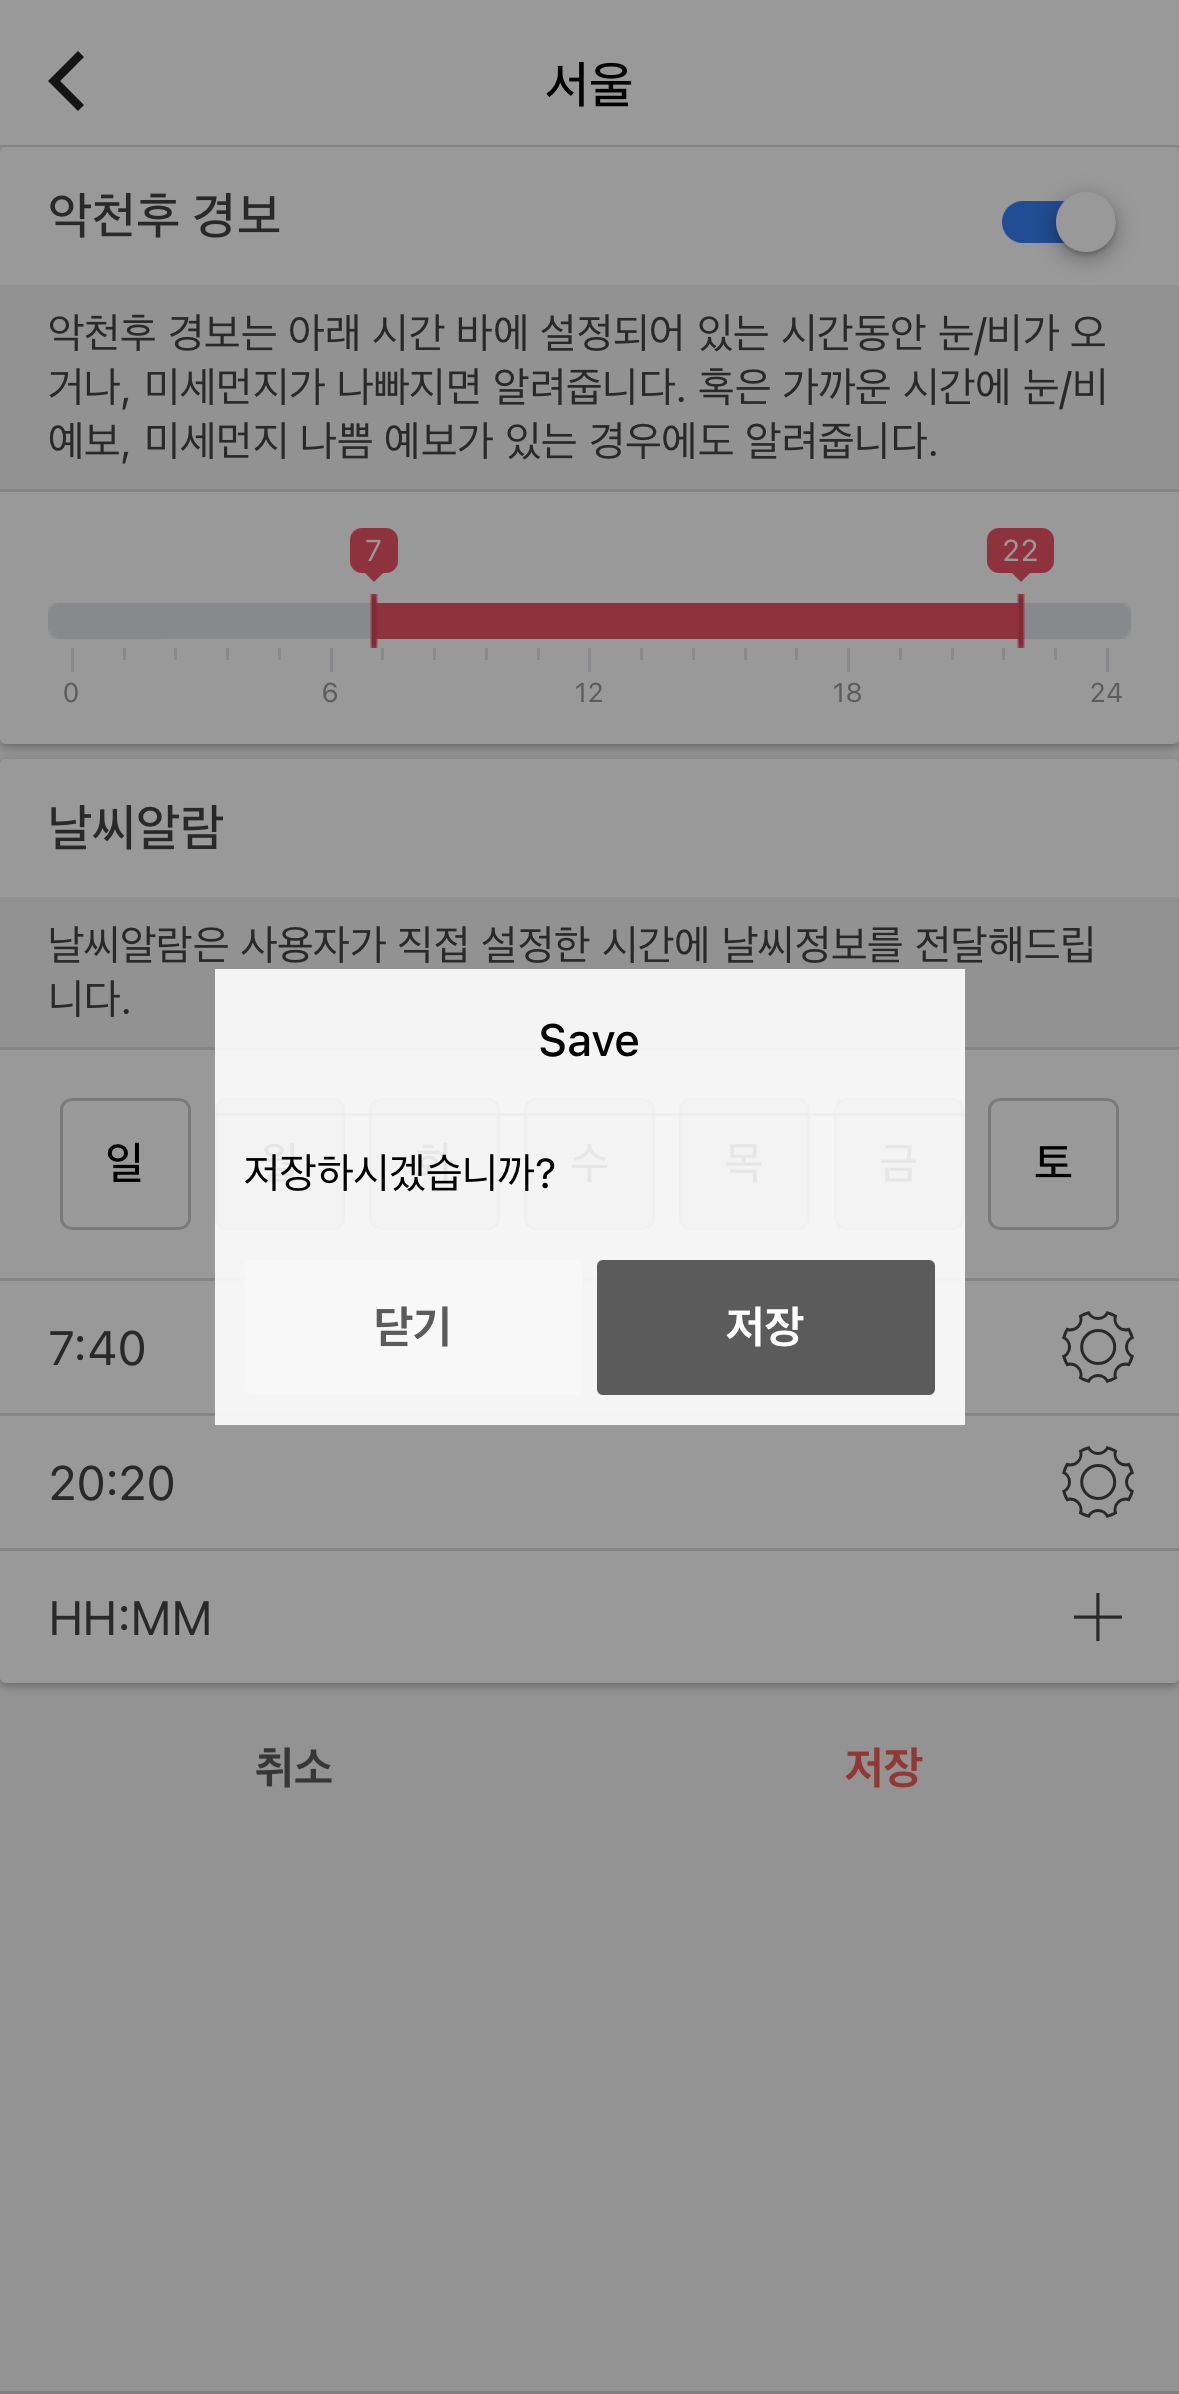 서울
악천후 경보
악천후 경보는 아래 시간 바에 설정되어 있는 시간동안 눈/비가 오
거나, 미세먼지가 나빠지면 알려줍니다. 혹은 가까운 시간에 눈/비
예보, 미세먼지 나쁨 예보가 있는 경우에도 알려줍니다.
7 22
0 6 12 18 24
날씨알람
날씨알람은 사용자가 직접 설정한 시간에 날씨정보를 전달해드립
니다.
Save
일 월 화 수 목 금 토
저장하시겠습니까?
닫기 저장
7:40
20:20
HH:MM
취소 저장